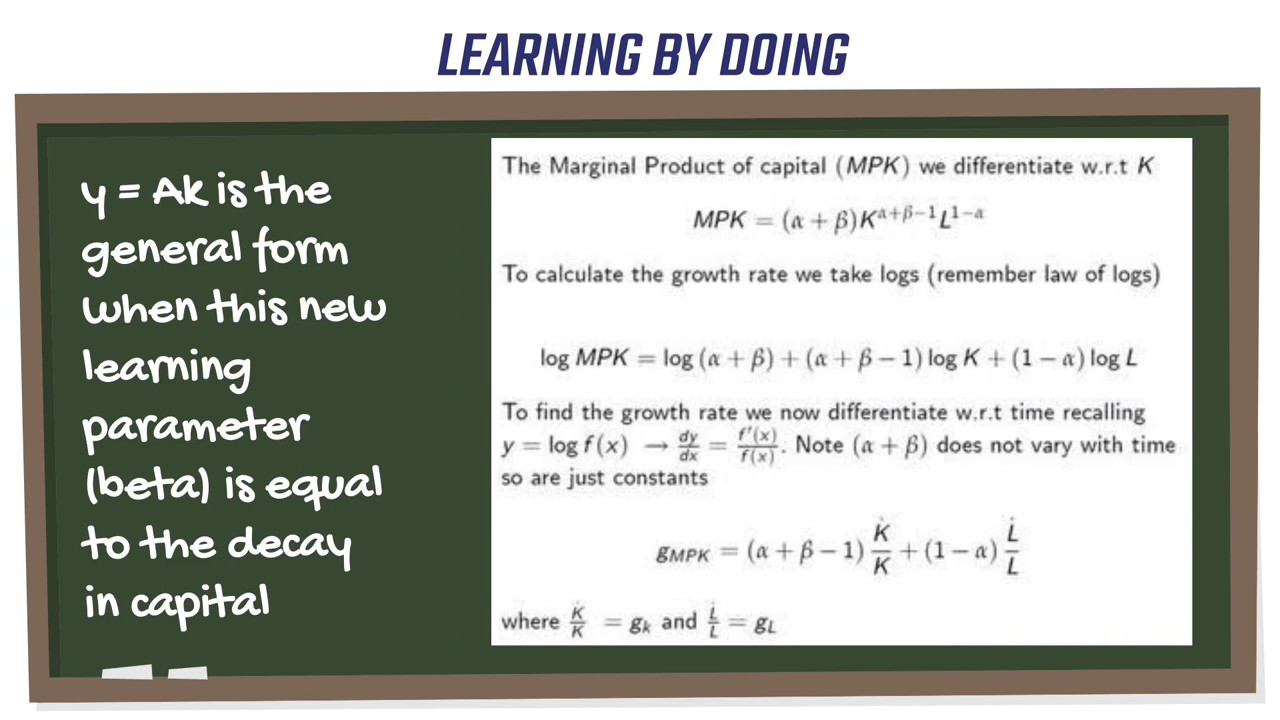 LEARNING BY DOING
y = Ak is the
general form
when this new
learning
parameter
(beta) is equal
to the decay
in capital
The Marginal Product of capital (MPK) we differentiate w.r.t K
MPK = (α + β)K^{α+β−1}L^{1−α}
To calculate the growth rate we take logs (remember law of logs)
log MPK = log (α + β) + (α + β − 1) log K + (1 − α) log L
To find the growth rate we now differentiate w.r.t time recalling
y = log f(x) → dy/dx = f′(x)/f(x). Note (α + β) does not vary with time
so are just constants
g_{MPK} = (α + β − 1) K̇/K + (1 − α) L̇/L
where K̇/K = g_k and L̇/L = g_L